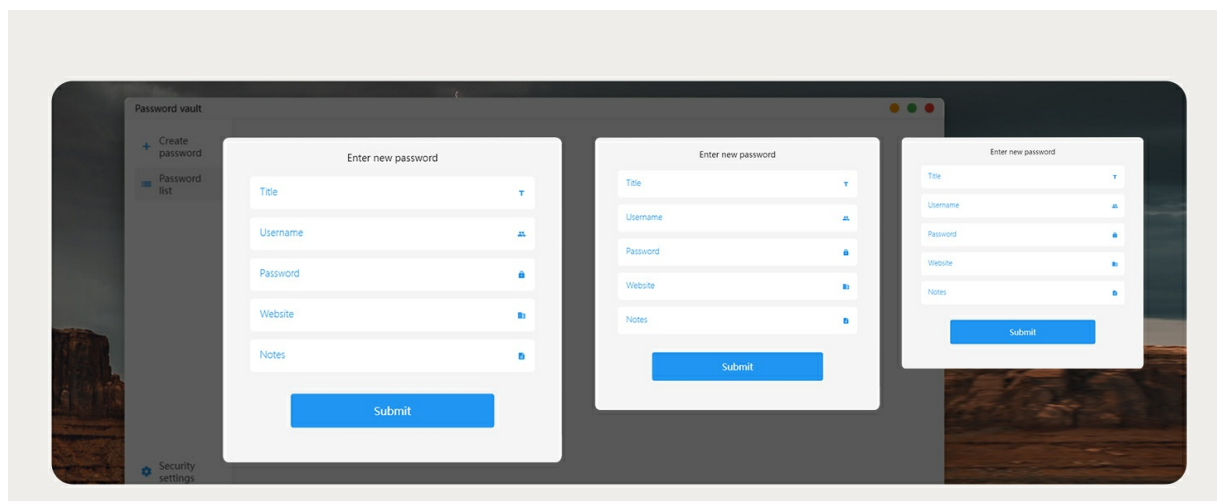 Password vault
Create
password
Password
list
Security
settings
Enter new password
Title
Username
Password
Website
Notes
Submit
Enter new password
Title
Username
Password
Website
Notes
Submit
Enter new password
Title
Username
Password
Website
Notes
Submit